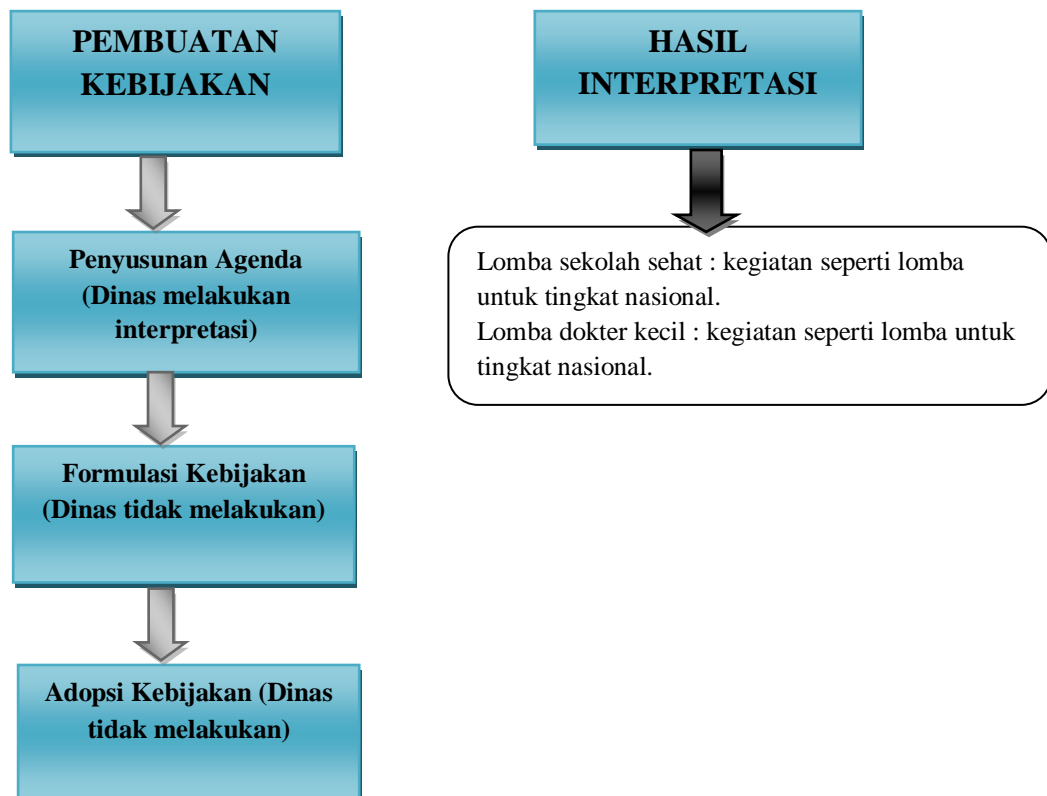 PEMBUATAN
KEBIJAKAN
Penyusunan Agenda
(Dinas melakukan
interpretasi)
Formulasi Kebijakan
(Dinas tidak melakukan)
Adopsi Kebijakan (Dinas
tidak melakukan)
HASIL
INTERPRETASI
Lomba sekolah sehat : kegiatan seperti lomba
untuk tingkat nasional.
Lomba dokter kecil : kegiatan seperti lomba untuk
tingkat nasional.